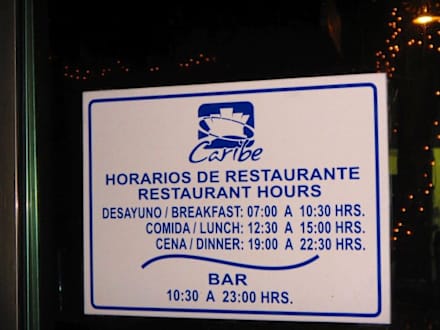 Caribe
HORARIOS DE RESTAURANTE
RESTAURANT HOURS
DESAYUNO / BREAKFAST: 07:00 A 10:30 HRS.
COMIDA / LUNCH: 12:30 A 15:00 HRS.
CENA / DINNER: 19:00 A 22:30 HRS.
BAR
10:30 A 23:00 HRS.